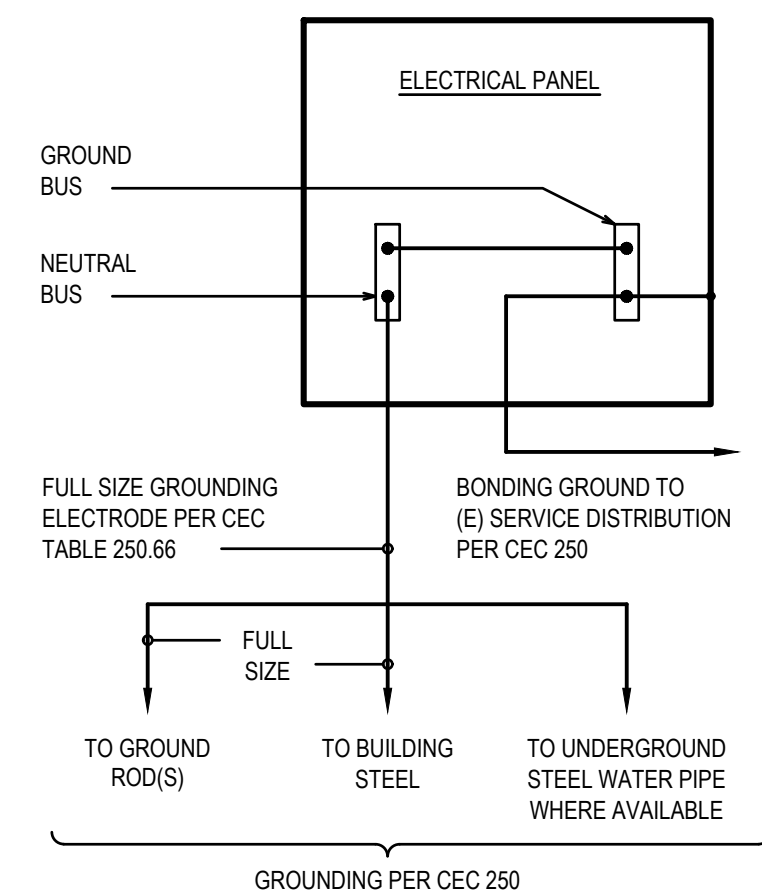 ELECTRICAL PANEL
GROUND
BUS
NEUTRAL
BUS
FULL SIZE GROUNDING
ELECTRODE PER CEC
TABLE 250.66
BONDING GROUND TO
(E) SERVICE DISTRIBUTION
PER CEC 250
FULL
SIZE
TO GROUND
ROD(S)
TO BUILDING
STEEL
TO UNDERGROUND
STEEL WATER PIPE
WHERE AVAILABLE
GROUNDING PER CEC 250